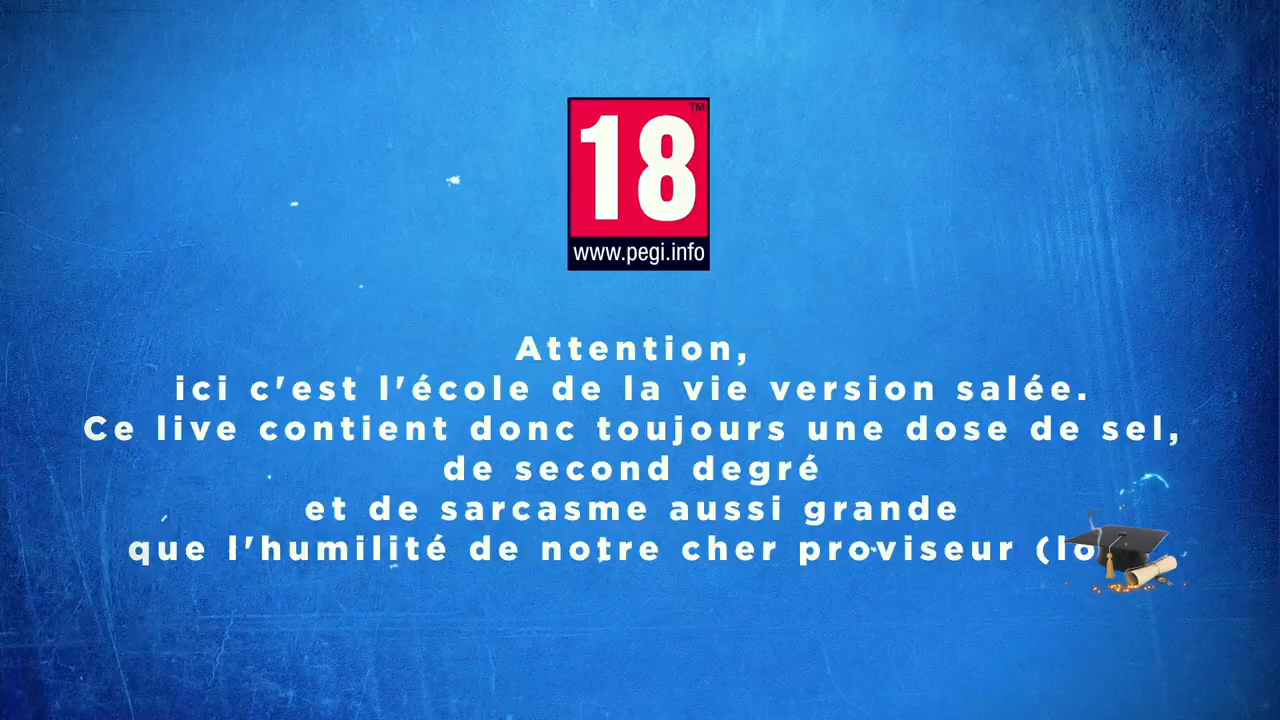 TM
18
www.pegi.info
Attention,
ici c'est l'école de la vie version salée.
Ce live contient donc toujours une dose de sel,
de second degré
et de sarcasme aussi grande
que l'humilité de notre cher proviseur